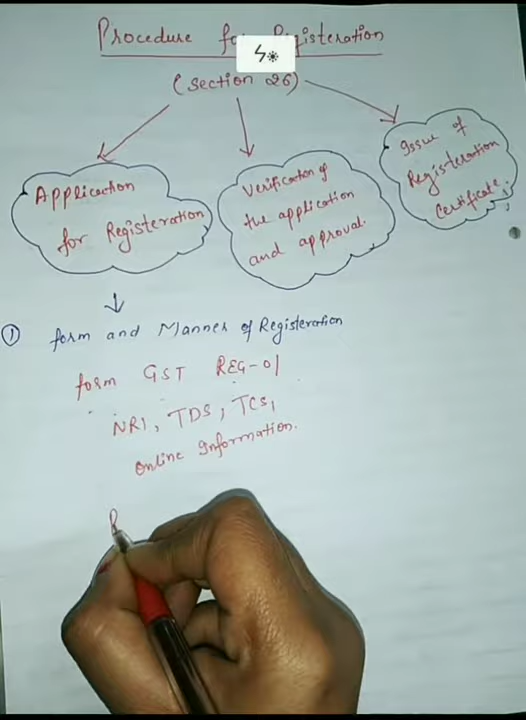 Procedure for Registeration
(Section 26)
Application
for Registeration
Verification of
the application
and approval.
Issue of
Registeration
Certificate.
① form and Manner of Registeration
form GST REG-01
NRI, TDS, TCS,
Online Information.